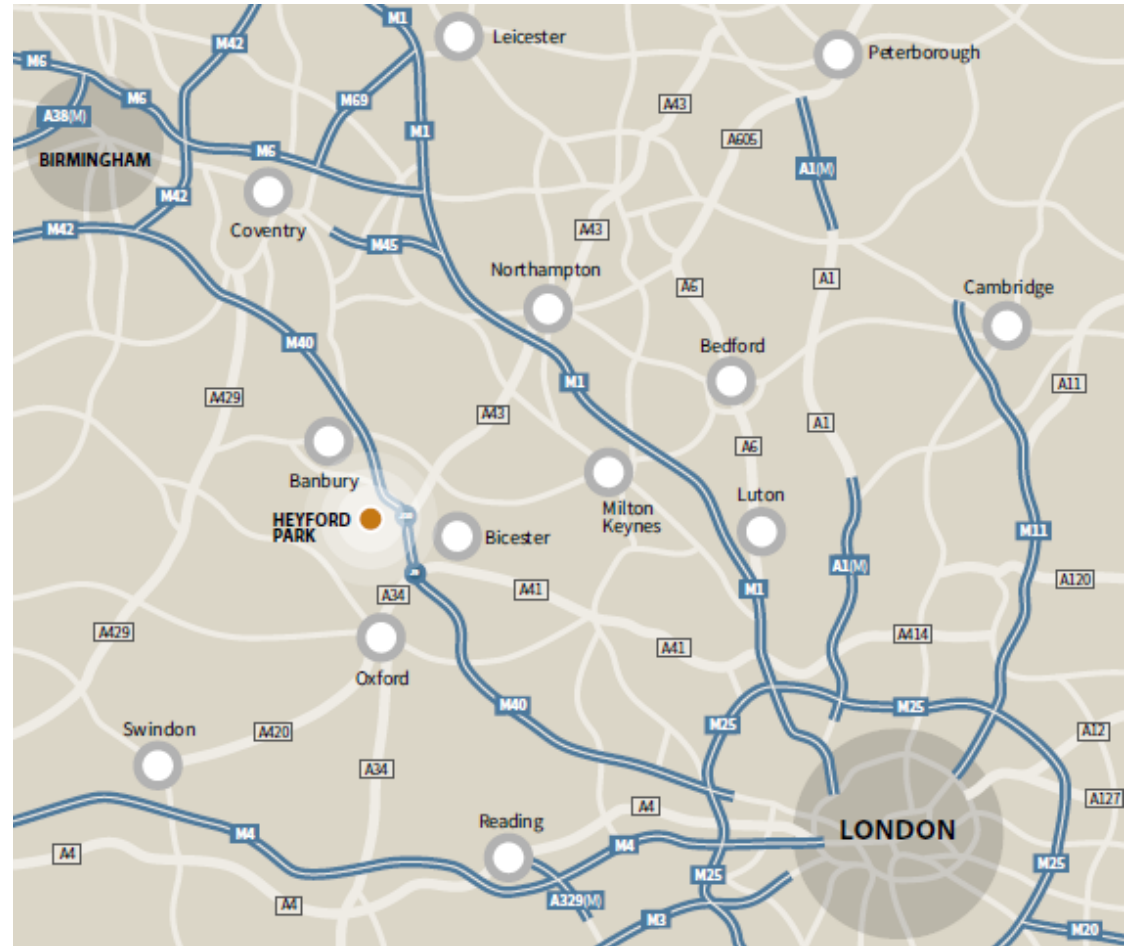 M1
Leicester
M42
Peterborough
M6
M6
M69
A43
A38(M)
M1
A605
BIRMINGHAM
M6
A1(M)
M42
Coventry
M42
M45
A43
Northampton
A6
A1
Cambridge
M40
Bedford
M1
A11
A429
A43
A1
A6
Banbury
Luton
Milton
Keynes
HEYFORD
PARK
Bicester
M11
A1(M)
A34
A41
M1
A120
A429
A414
A41
Oxford
M40
M25
M25
Swindon
A420
A12
A34
A127
A4
Reading
M4
LONDON
M4
A4
M25
M25
A329(M)
A4
M3
M20